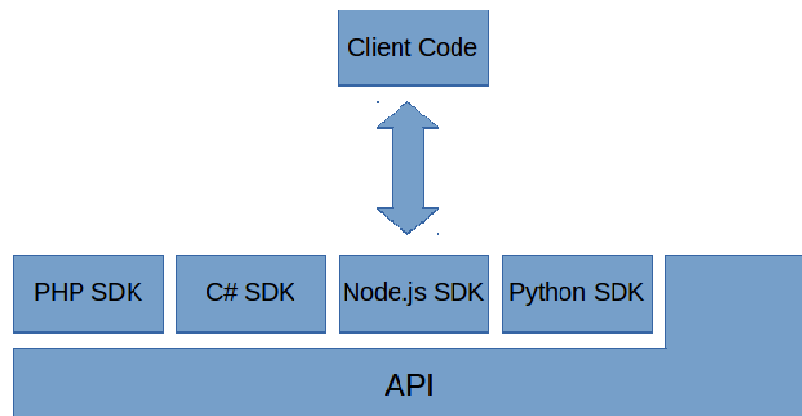 Client Code
PHP SDK
C# SDK
Node.js SDK
Python SDK
API